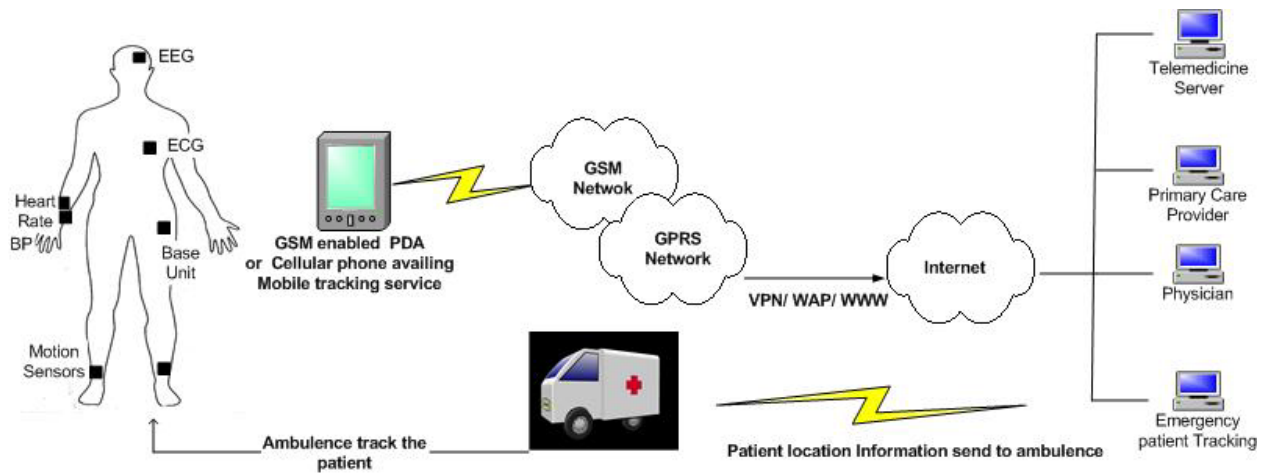 EEG
ECG
Heart
Rate
BP
Base
Unit
Motion
Sensors
GSM enabled PDA
or Cellular phone availing
Mobile tracking service
GSM
Netwok
GPRS
Network
VPN/ WAP/ WWW
Internet
Telemedicine
Server
Primary Care
Provider
Physician
Emergency
patient Tracking
Ambulence track the
patient
Patient location Information send to ambulence